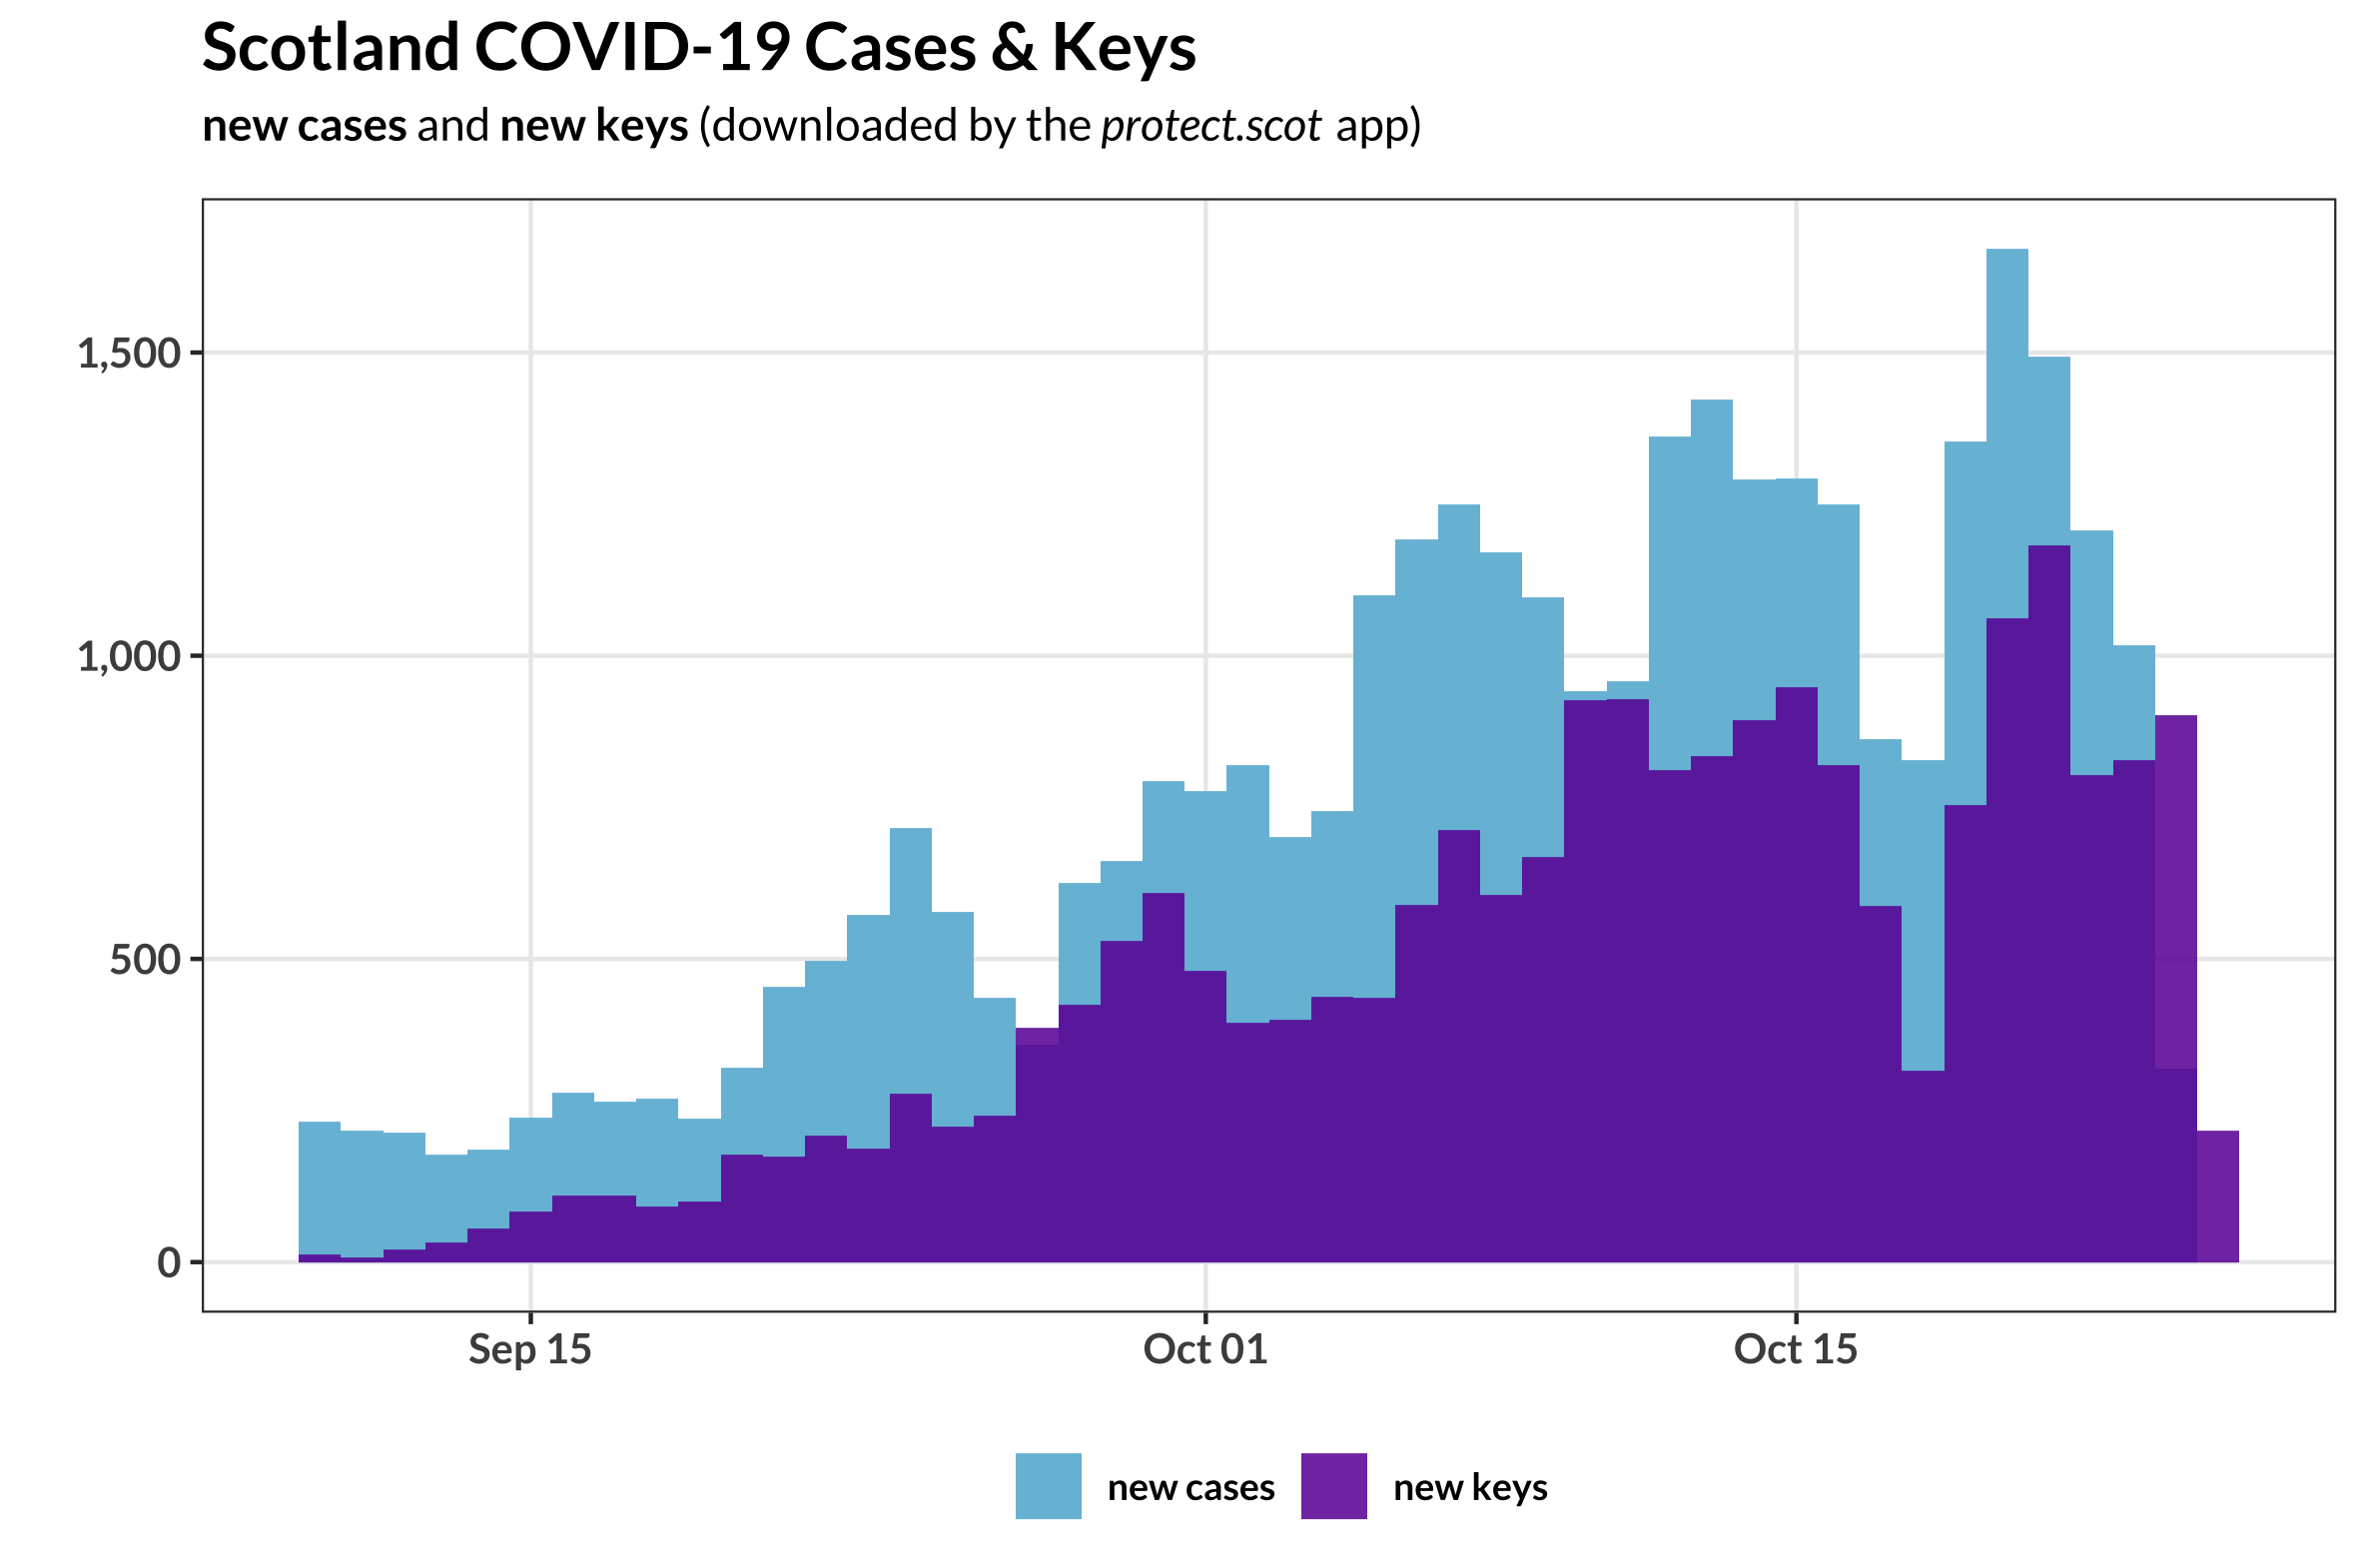 Scotland COVID-19 Cases & Keys
new cases and new keys (downloaded by the protect.scot app)
1,500
1,000
500
0
Sep 15 Oct 01 Oct 15
new cases new keys